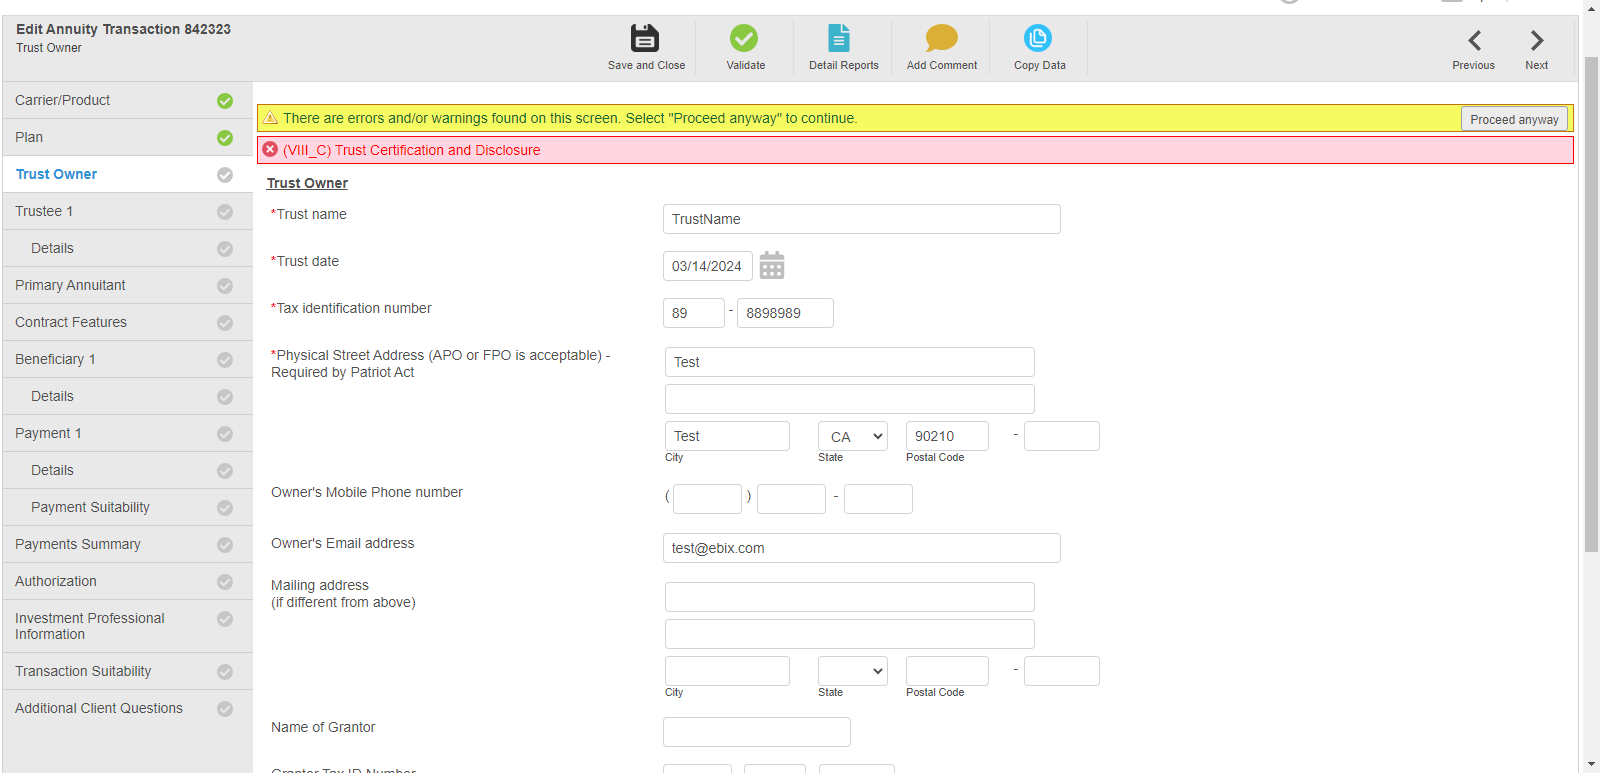 Edit Annuity Transaction 842323
Trust Owner
Save and Close
Validate
Detail Reports
Add Comment
Copy Data
Previous
Next
Carrier/Product
Plan
Trust Owner
Trustee 1
Details
Primary Annuitant
Contract Features
Beneficiary 1
Details
Payment 1
Details
Payment Suitability
Payments Summary
Authorization
Investment Professional
Information
Transaction Suitability
Additional Client Questions
There are errors and/or warnings found on this screen. Select "Proceed anyway" to continue.
Proceed anyway
(VIII_C) Trust Certification and Disclosure
Trust Owner
*Trust name
TrustName
*Trust date
03/14/2024
*Tax identification number
89 - 8898989
*Physical Street Address (APO or FPO is acceptable) -
Required by Patriot Act
Test
Test CA 90210 -
City State Postal Code
Owner's Mobile Phone number
( ) -
Owner's Email address
test@ebix.com
Mailing address
(if different from above)
-
City State Postal Code
Name of Grantor
Grantor Tax ID Number